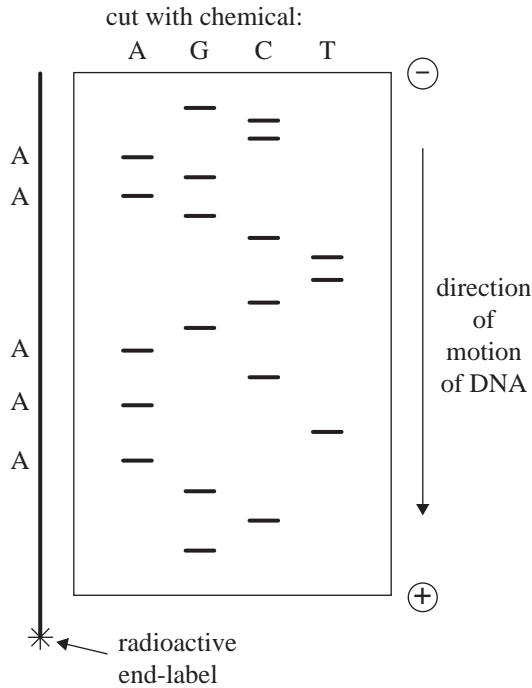 cut with chemical:
A G C T
−
A
A
direction
of
motion
of DNA
A
A
A
+
radioactive
end-label